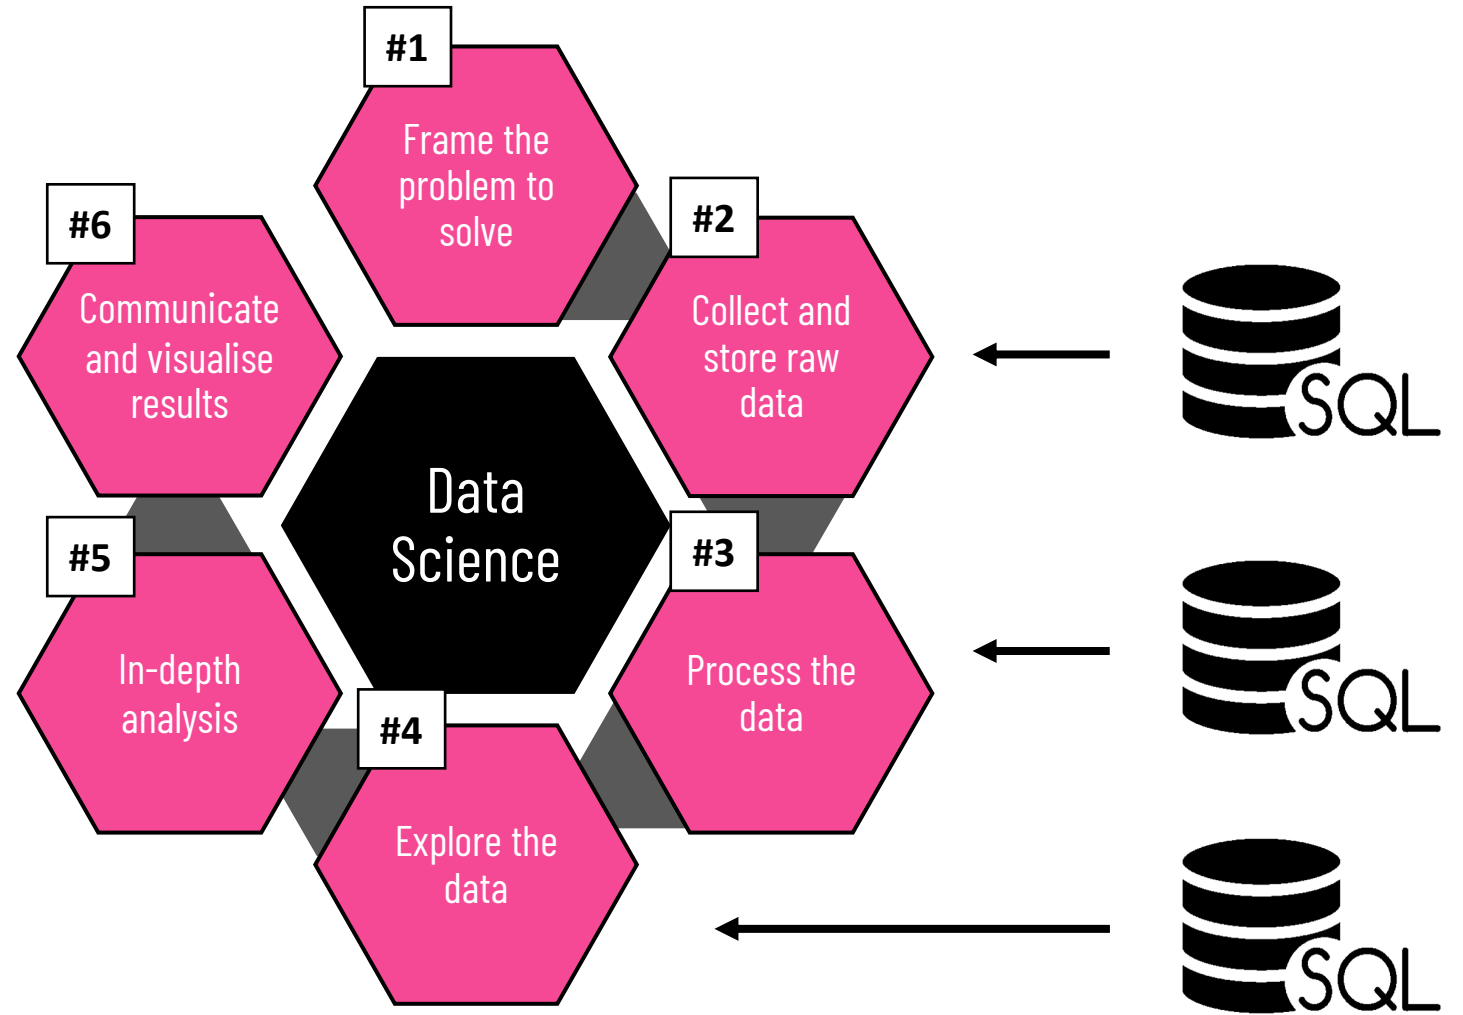 #1
Frame the
problem to
solve
#2
Collect and
store raw
data
#3
Process the
data
#4
Explore the
data
#5
In-depth
analysis
#6
Communicate
and visualise
results
Data
Science
SQL
SQL
SQL